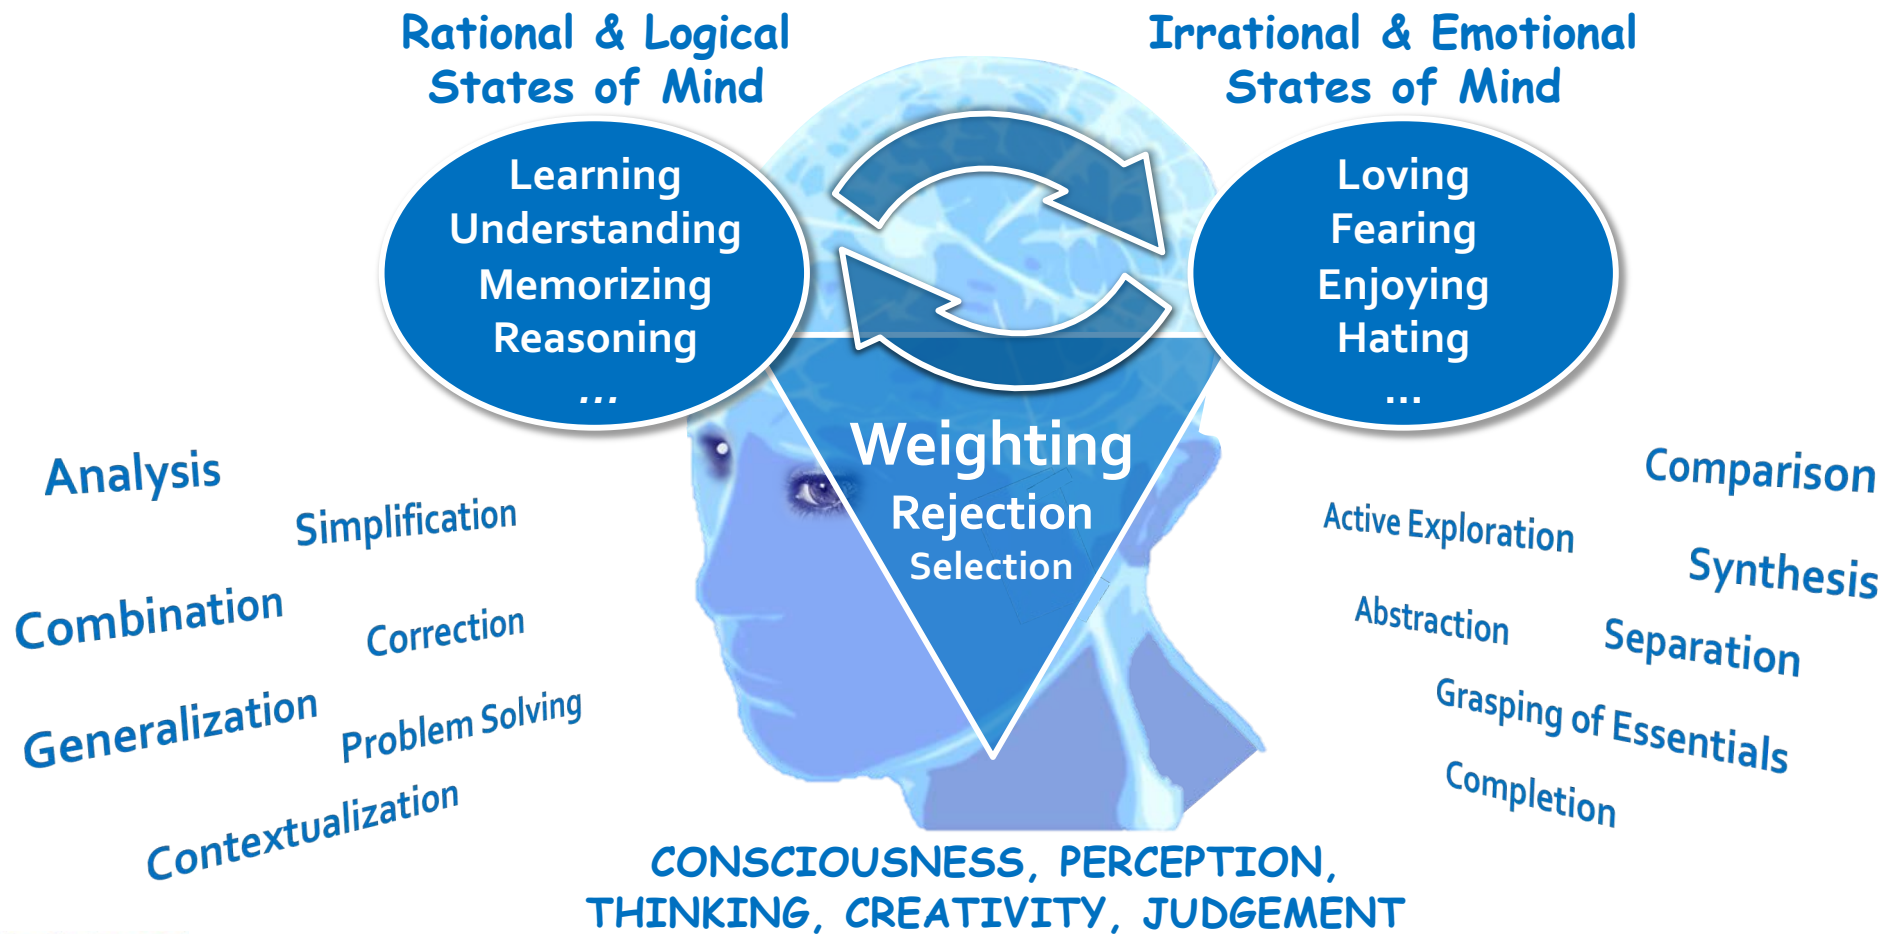 Rational & Logical
States of Mind
Irrational & Emotional
States of Mind
Learning
Understanding
Memorizing
Reasoning
...
Loving
Fearing
Enjoying
Hating
...
Weighting
Rejection
Selection
Analysis
Simplification
Combination
Correction
Generalization
Problem Solving
Contextualization
Comparison
Active Exploration
Synthesis
Abstraction
Separation
Grasping of Essentials
Completion
CONSCIOUSNESS, PERCEPTION,
THINKING, CREATIVITY, JUDGEMENT